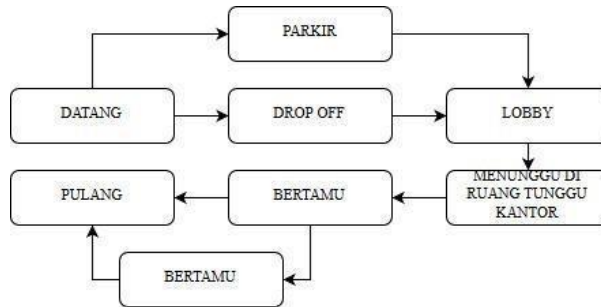 PARKIR
DATANG
DROP OFF
LOBBY
PULANG
BERTAMU
MENUNGGU DI
RUANG TUNGGU
KANTOR
BERTAMU